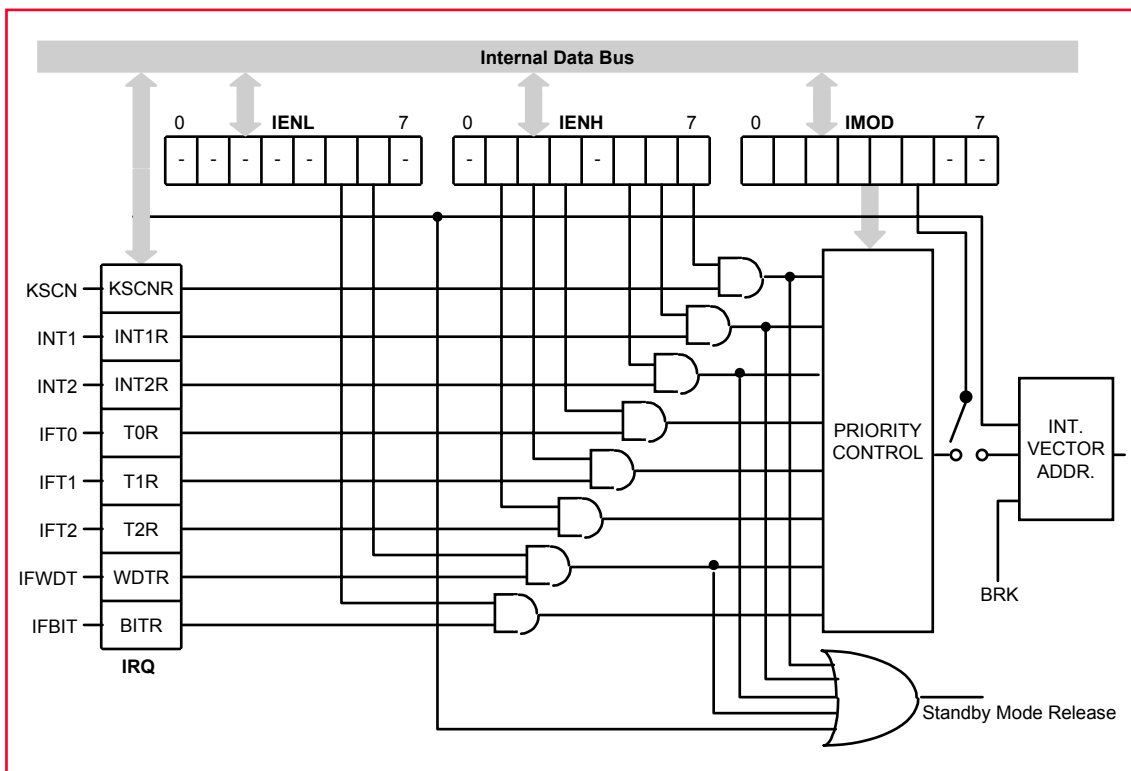 Internal Data Bus
0 IENL 7
0 IENH 7
0 IMOD 7
- - - - - -
- -
- -
KSCN KSCNR
INT1 INT1R
INT2 INT2R
IFT0 T0R
IFT1 T1R
IFT2 T2R
IFWDT WDTR
IFBIT BITR
IRQ
PRIORITY
CONTROL
INT.
VECTOR
ADDR.
BRK
Standby Mode Release